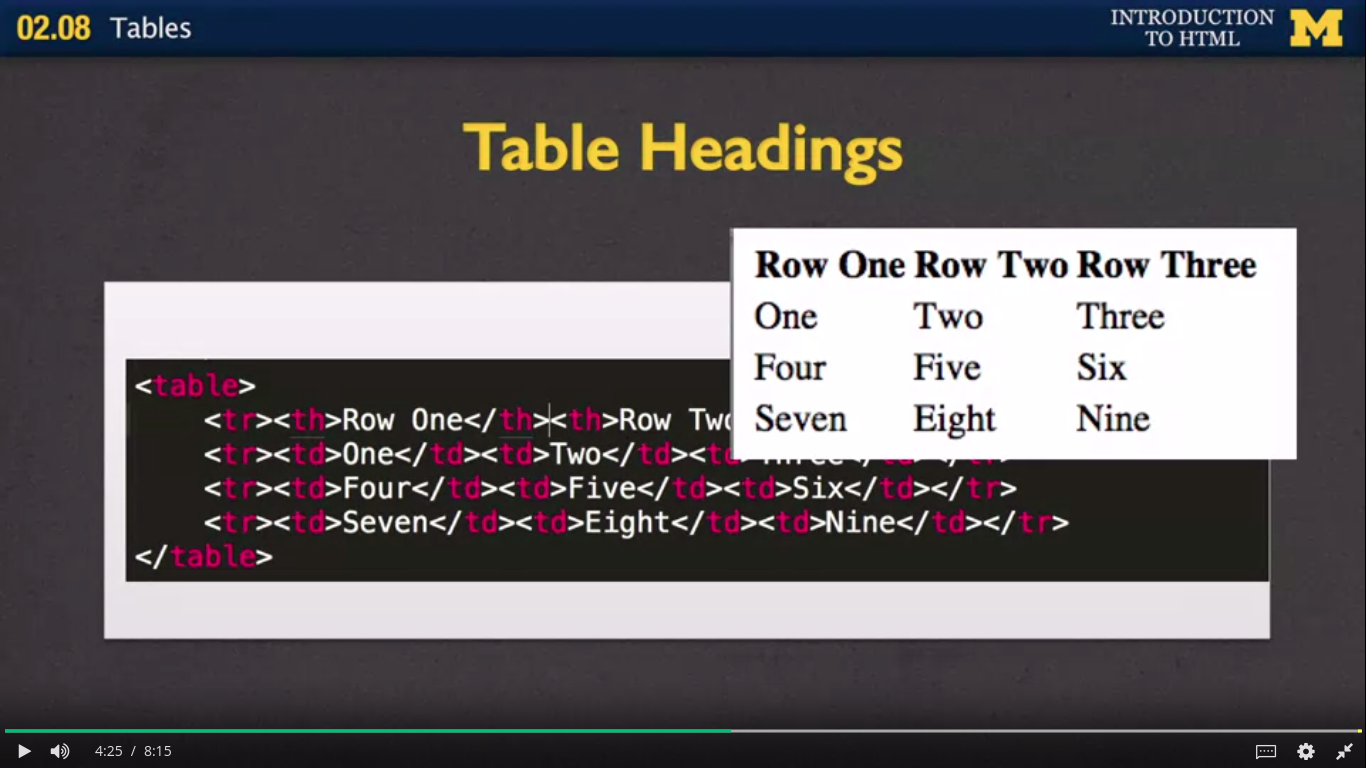 02.08 Tables
INTRODUCTION
TO HTML
M
Table Headings
Row One Row Two Row Three
One Two Three
Four Five Six
Seven Eight Nine
<table>
<tr><th>Row One</th><th>Row Tw
<tr><td>One</td><td>Two</td><td>
<tr><td>Four</td><td>Five</td><td>Six</td></tr>
<tr><td>Seven</td><td>Eight</td><td>Nine</td></tr>
</table>
4:25 / 8:15